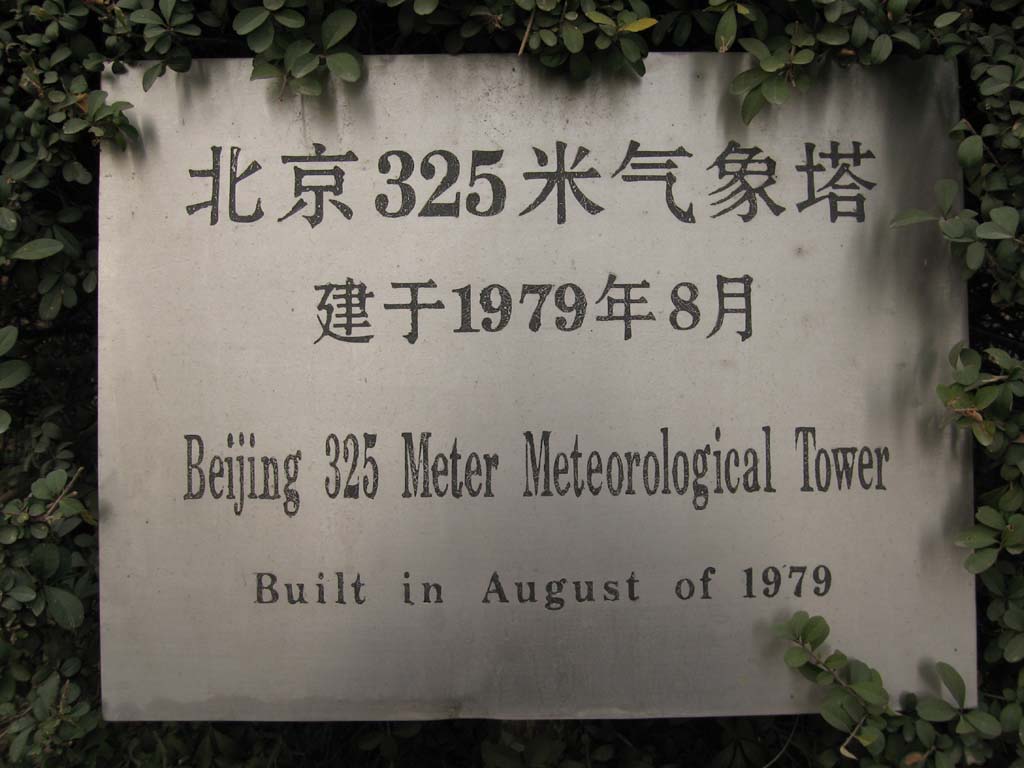 北京325米气象塔
建于1979年8月
Beijing 325 Meter Meteorological Tower
Built in August of 1979